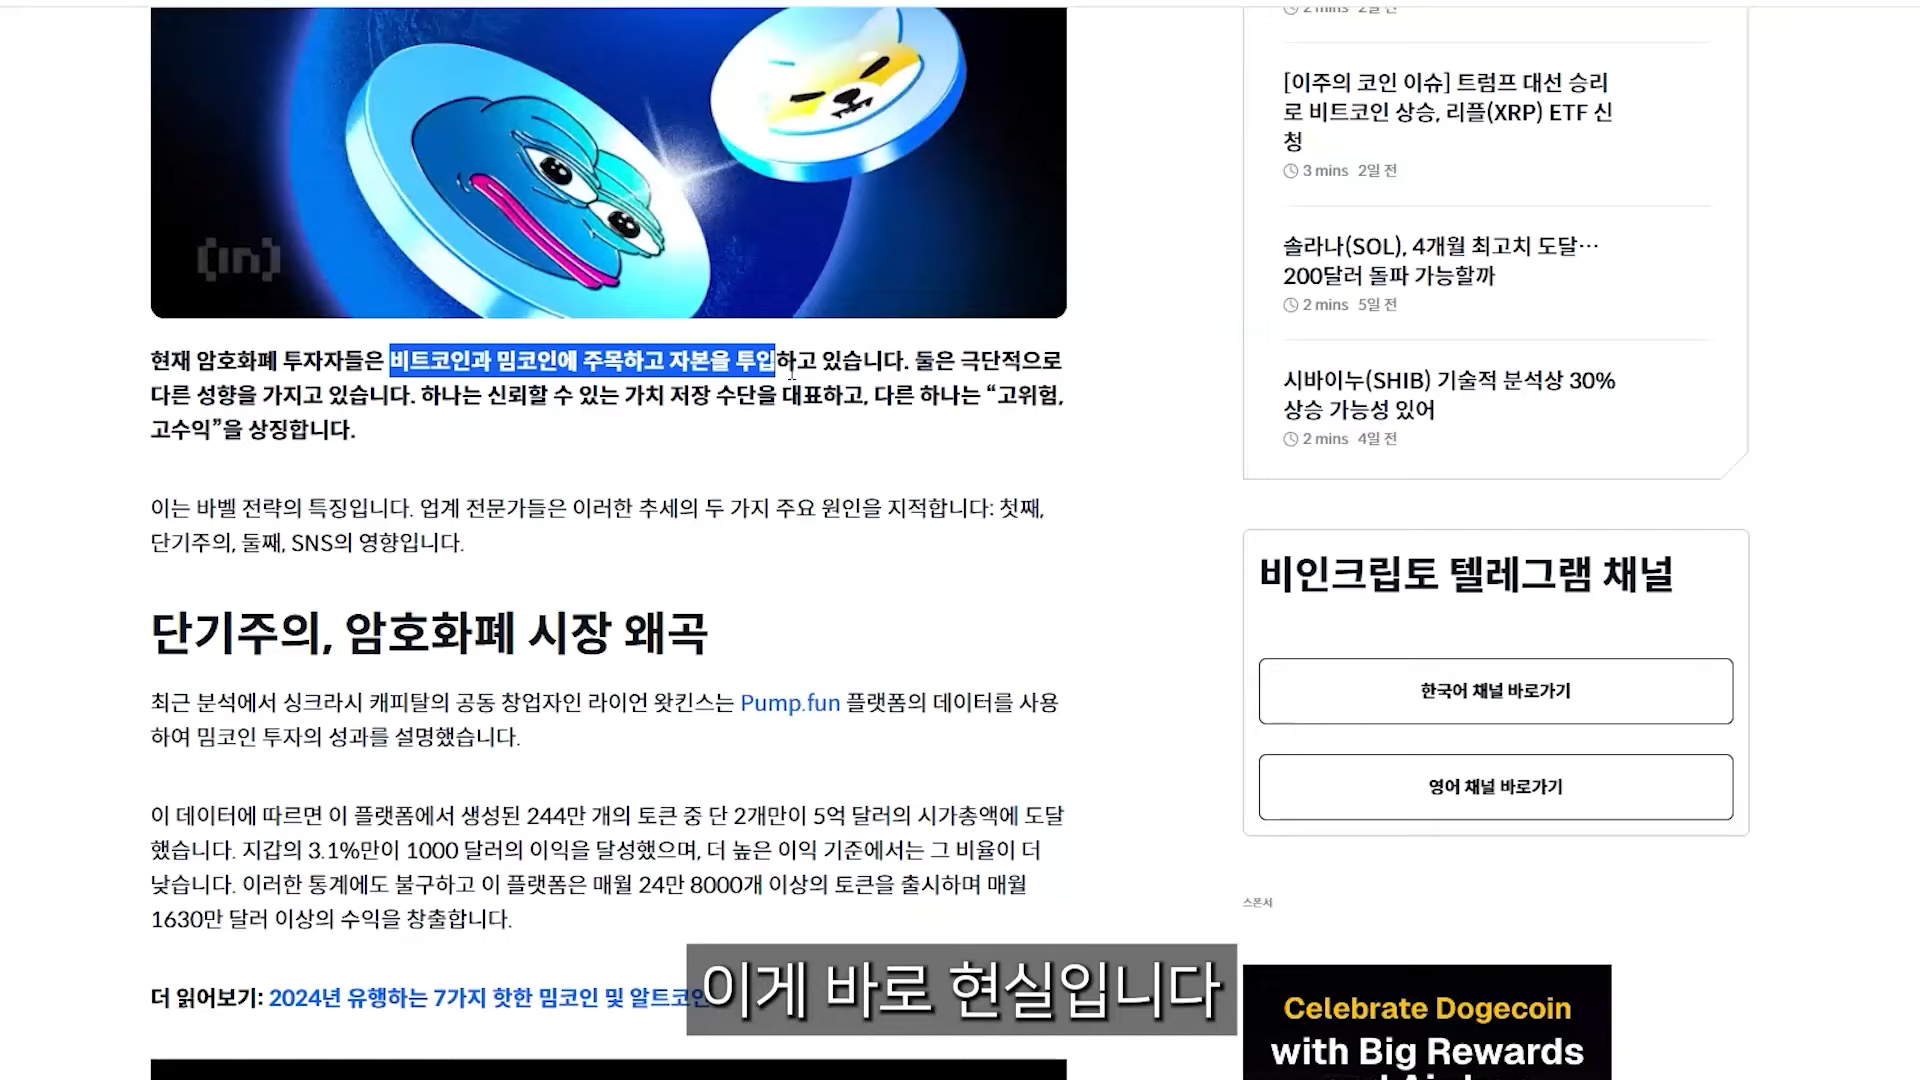 (in)
현재 암호화폐 투자자들은 비트코인과 밈코인에 주목하고 자본을 투입하고 있습니다. 둘은 극단적으로
다른 성향을 가지고 있습니다. 하나는 신뢰할 수 있는 가치 저장 수단을 대표하고, 다른 하나는 “고위험,
고수익”을 상징합니다.
이는 바벨 전략의 특징입니다. 업계 전문가들은 이러한 추세의 두 가지 주요 원인을 지적합니다: 첫째,
단기주의, 둘째, SNS의 영향입니다.
단기주의, 암호화폐 시장 왜곡
최근 분석에서 싱크라시 캐피탈의 공동 창업자인 라이언 왓킨스는 Pump.fun 플랫폼의 데이터를 사용
하여 밈코인 투자의 성과를 설명했습니다.
이 데이터에 따르면 이 플랫폼에서 생성된 244만 개의 토큰 중 단 2개만이 5억 달러의 시가총액에 도달
했습니다. 지갑의 3.1%만이 1000 달러의 이익을 달성했으며, 더 높은 이익 기준에서는 그 비율이 더
낮습니다. 이러한 통계에도 불구하고 이 플랫폼은 매월 24만 8000개 이상의 토큰을 출시하며 매월
1630만 달러 이상의 수익을 창출합니다.
더 읽어보기: 2024년 유행하는 7가지 핫한 밈코인 및 알트코인
이게 바로 현실입니다
2 mins 2일 전
[이주의 코인 이슈] 트럼프 대선 승리
로 비트코인 상승, 리플(XRP) ETF 신
청
3 mins 2일 전
솔라나(SOL), 4개월 최고치 도달…
200달러 돌파 가능할까
2 mins 5일 전
시바이누(SHIB) 기술적 분석상 30%
상승 가능성 있어
2 mins 4일 전
비인크립토 텔레그램 채널
한국어 채널 바로가기
영어 채널 바로가기
스폰서
Celebrate Dogecoin
with Big Rewards